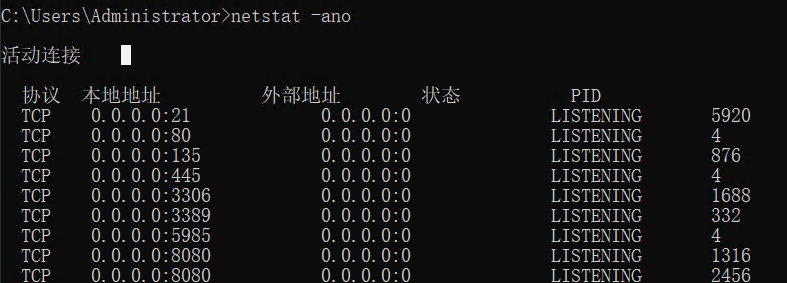 C:\Users\Administrator>netstat -ano
活动连接
协议 本地地址 外部地址 状态 PID
TCP 0.0.0.0:21 0.0.0.0:0 LISTENING 5920
TCP 0.0.0.0:80 0.0.0.0:0 LISTENING 4
TCP 0.0.0.0:135 0.0.0.0:0 LISTENING 876
TCP 0.0.0.0:445 0.0.0.0:0 LISTENING 4
TCP 0.0.0.0:3306 0.0.0.0:0 LISTENING 1688
TCP 0.0.0.0:3389 0.0.0.0:0 LISTENING 332
TCP 0.0.0.0:5985 0.0.0.0:0 LISTENING 4
TCP 0.0.0.0:8080 0.0.0.0:0 LISTENING 1316
TCP 0.0.0.0:8080 0.0.0.0:0 LISTENING 2456